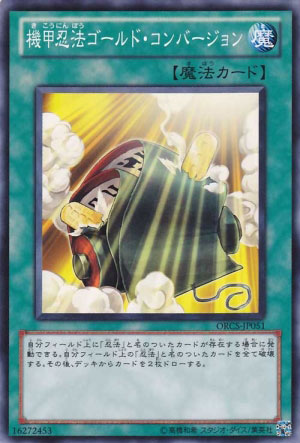 機甲忍法ゴールド・コンバージョン
魔
【魔法カード】
ORCS-JP051
自分フィールド上に「忍法」と名のついたカードが存在する場合に発
動できる。自分フィールド上の「忍法」と名のついたカードを全て破壊
する。その後、デッキからカードを2枚ドローする。
16272453
©高橋和希 スタジオ・ダイス/集英社